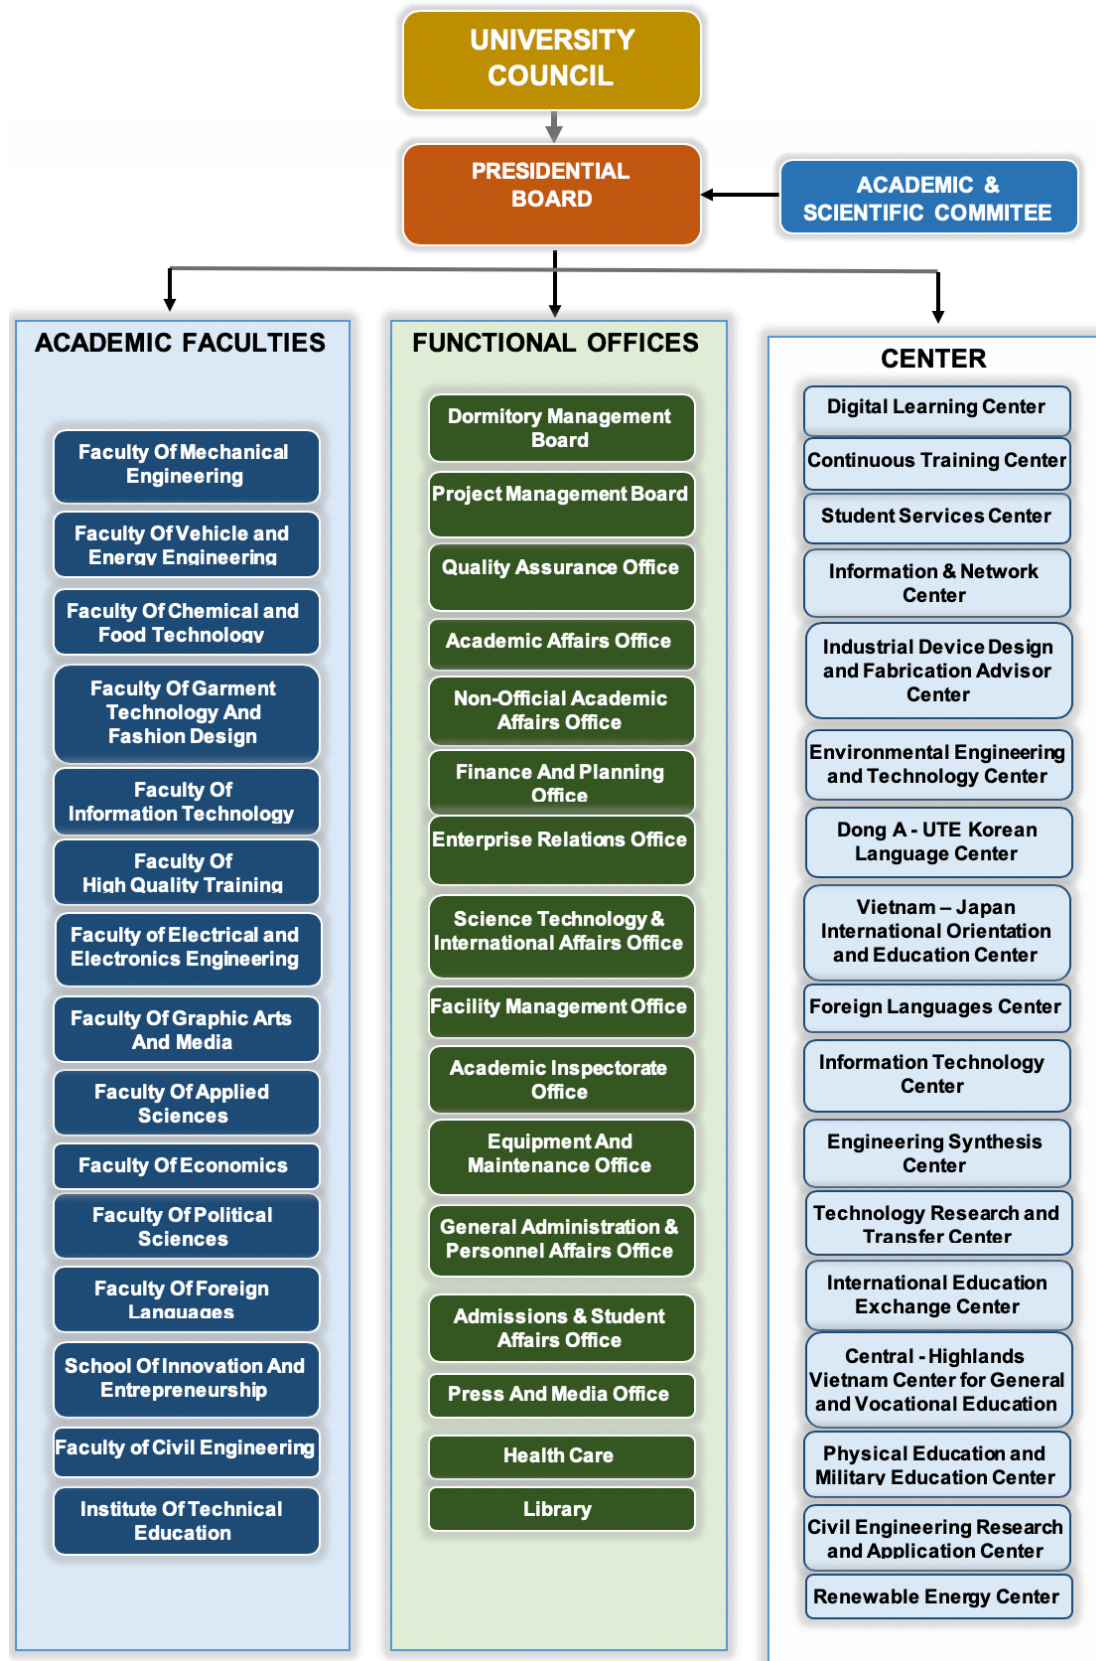 UNIVERSITY
COUNCIL
PRESIDENTIAL
BOARD
ACADEMIC &
SCIENTIFIC COMMITEE
ACADEMIC FACULTIES
Faculty Of Mechanical
Engineering
Faculty Of Vehicle and
Energy Engineering
Faculty Of Chemical and
Food Technology
Faculty Of Garment
Technology And
Fashion Design
Faculty Of
Information Technology
Faculty Of
High Quality Training
Faculty of Electrical and
Electronics Engineering
Faculty Of Graphic Arts
And Media
Faculty Of Applied
Sciences
Faculty Of Economics
Faculty Of Political
Sciences
Faculty Of Foreign
Languages
School Of Innovation And
Entrepreneurship
Faculty of Civil Engineering
Institute Of Technical
Education
FUNCTIONAL OFFICES
Dormitory Management
Board
Project Management Board
Quality Assurance Office
Academic Affairs Office
Non-Official Academic
Affairs Office
Finance And Planning
Office
Enterprise Relations Office
Science Technology &
International Affairs Office
Facility Management Office
Academic Inspectorate
Office
Equipment And
Maintenance Office
General Administration &
Personnel Affairs Office
Admissions & Student
Affairs Office
Press And Media Office
Health Care
Library
CENTER
Digital Learning Center
Continuous Training Center
Student Services Center
Information & Network
Center
Industrial Device Design
and Fabrication Advisor
Center
Environmental Engineering
and Technology Center
Dong A - UTE Korean
Language Center
Vietnam – Japan
International Orientation
and Education Center
Foreign Languages Center
Information Technology
Center
Engineering Synthesis
Center
Technology Research and
Transfer Center
International Education
Exchange Center
Central - Highlands
Vietnam Center for General
and Vocational Education
Physical Education and
Military Education Center
Civil Engineering Research
and Application Center
Renewable Energy Center